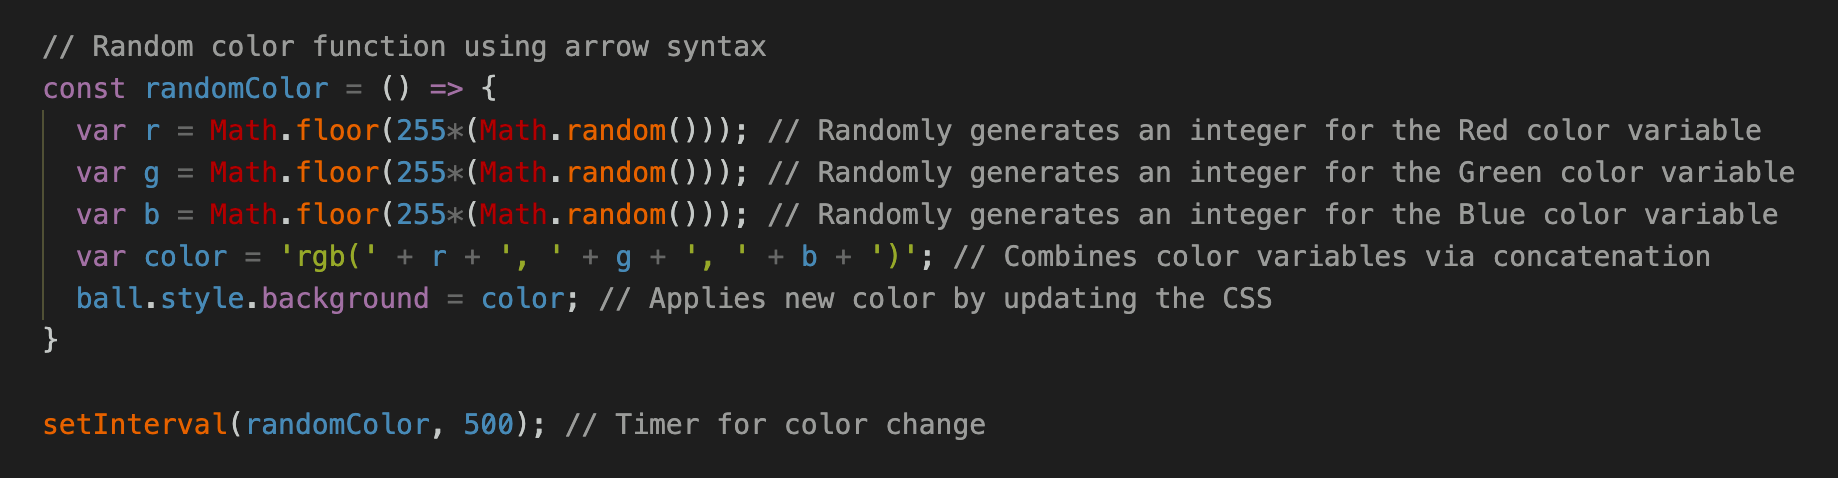 // Random color function using arrow syntax
const randomColor = () => {
  var r = Math.floor(255*(Math.random())); // Randomly generates an integer for the Red color variable
  var g = Math.floor(255*(Math.random())); // Randomly generates an integer for the Green color variable
  var b = Math.floor(255*(Math.random())); // Randomly generates an integer for the Blue color variable
  var color = 'rgb(' + r + ', ' + g + ', ' + b + ')'; // Combines color variables via concatenation
  ball.style.background = color; // Applies new color by updating the CSS
}

setInterval(randomColor, 500); // Timer for color change